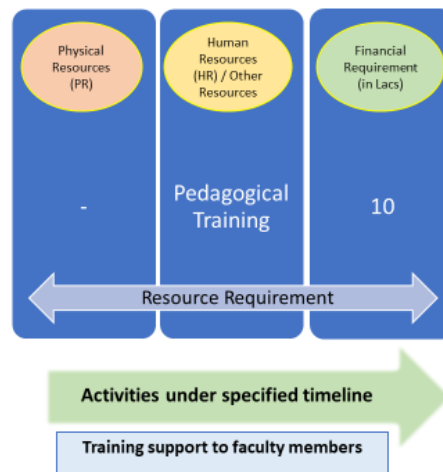 Physical
Resources
(PR)
Human
Resources
(HR) / Other
Resources
Financial
Requirement
(in Lacs)
-
Pedagogical
Training
10
Resource Requirement
Activities under specified timeline
Training support to faculty members